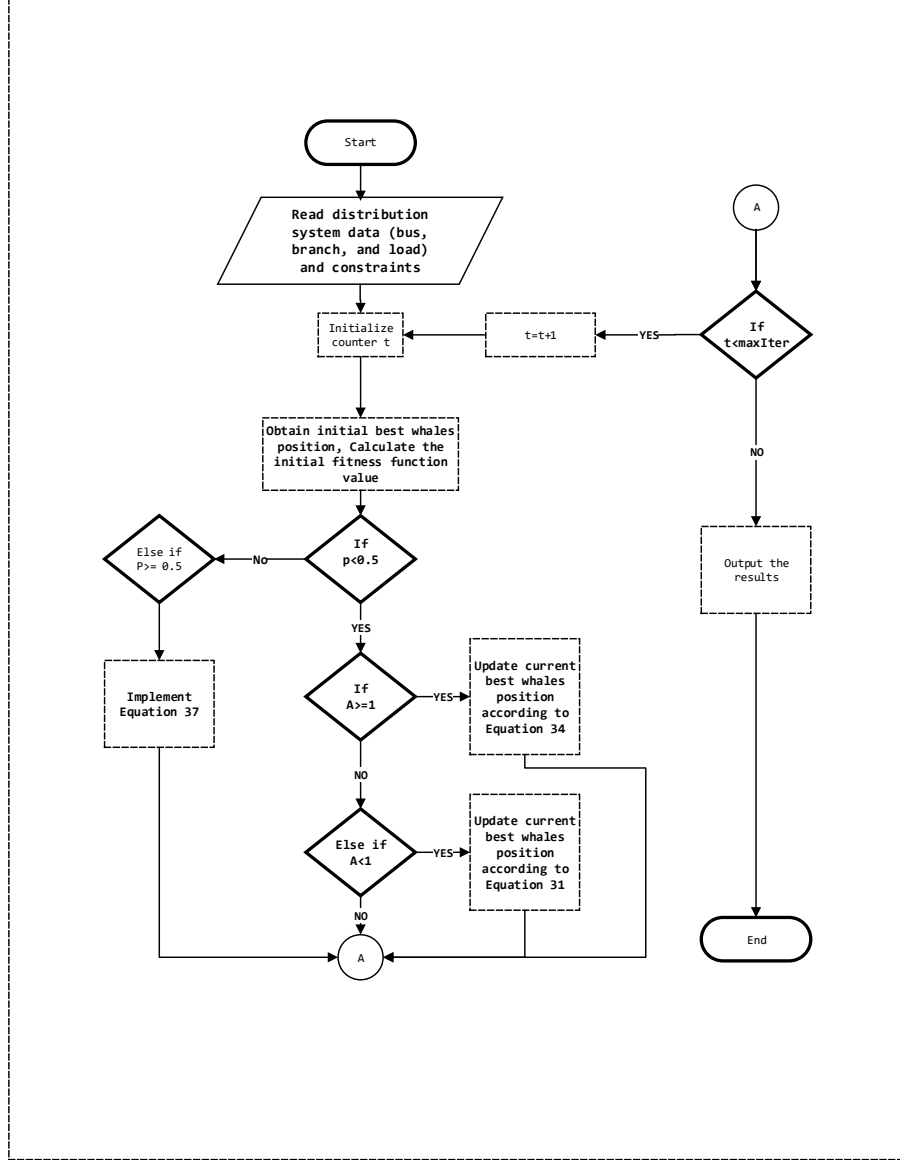 Start
Read distribution
system data (bus,
branch, and load)
and constraints
A
Initialize
counter t
t=t+1
YES
If
t<maxIter
Obtain initial best whales
position, Calculate the
initial fitness function
value
NO
Else if
P>= 0.5
No
If
p<0.5
Output the
results
YES
Implement
Equation 37
If
A>=1
YES
Update current
best whales
position
according to
Equation 34
NO
Else if
A<1
YES
Update current
best whales
position
according to
Equation 31
NO
A
End